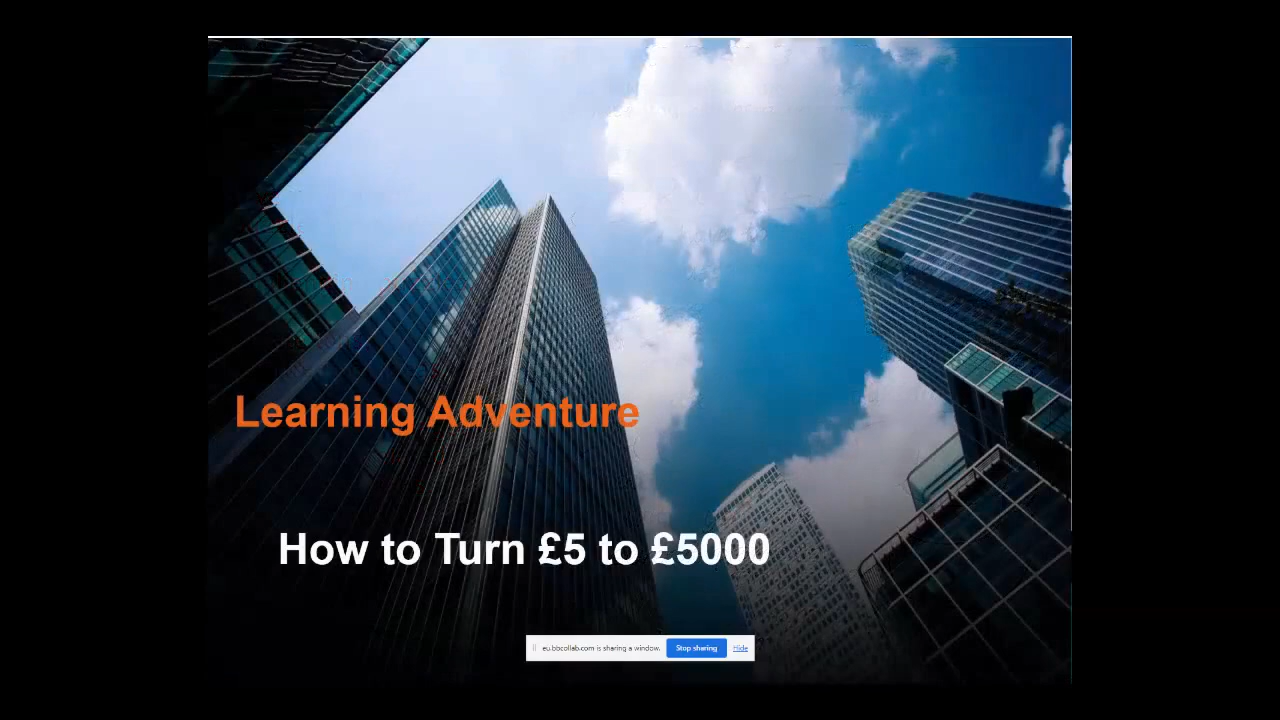 Learning Adventure
How to Turn £5 to £5000
eu.bbcollab.com is sharing a window. Stop sharing Hide